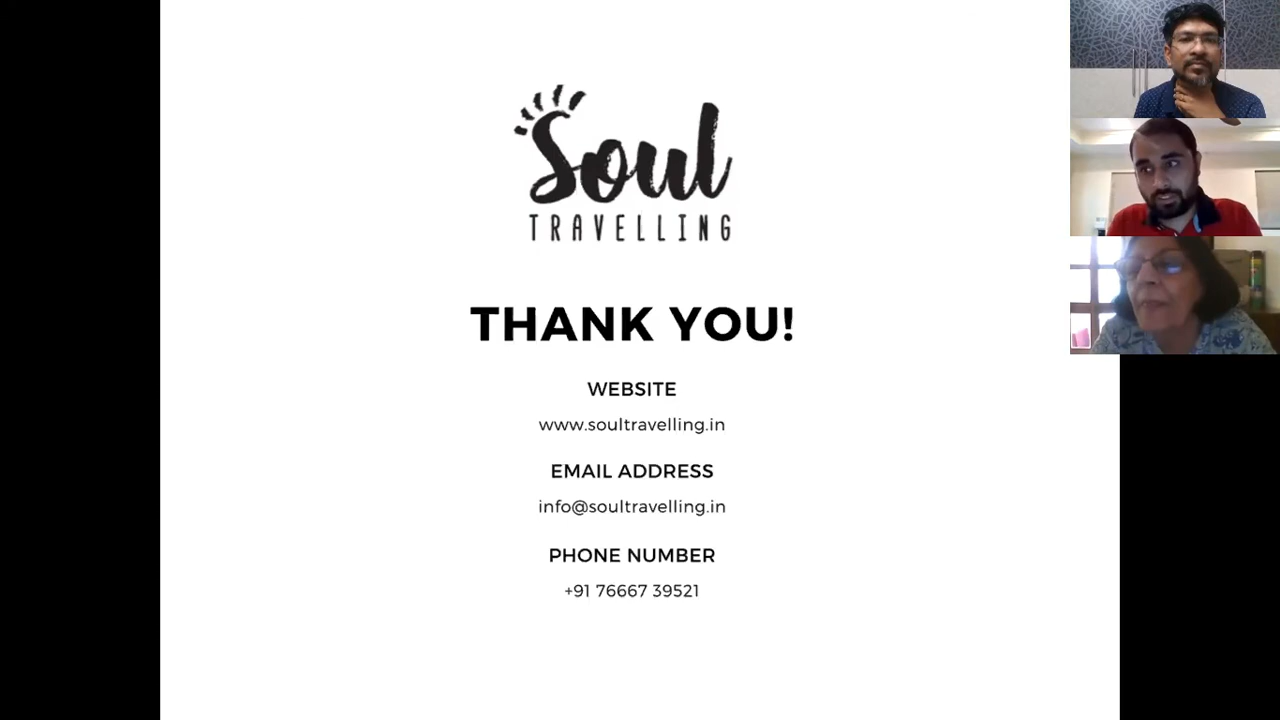 Soul
TRAVELLING
THANK YOU!
WEBSITE
www.soultravelling.in
EMAIL ADDRESS
info@soultravelling.in
PHONE NUMBER
+91 76667 39521